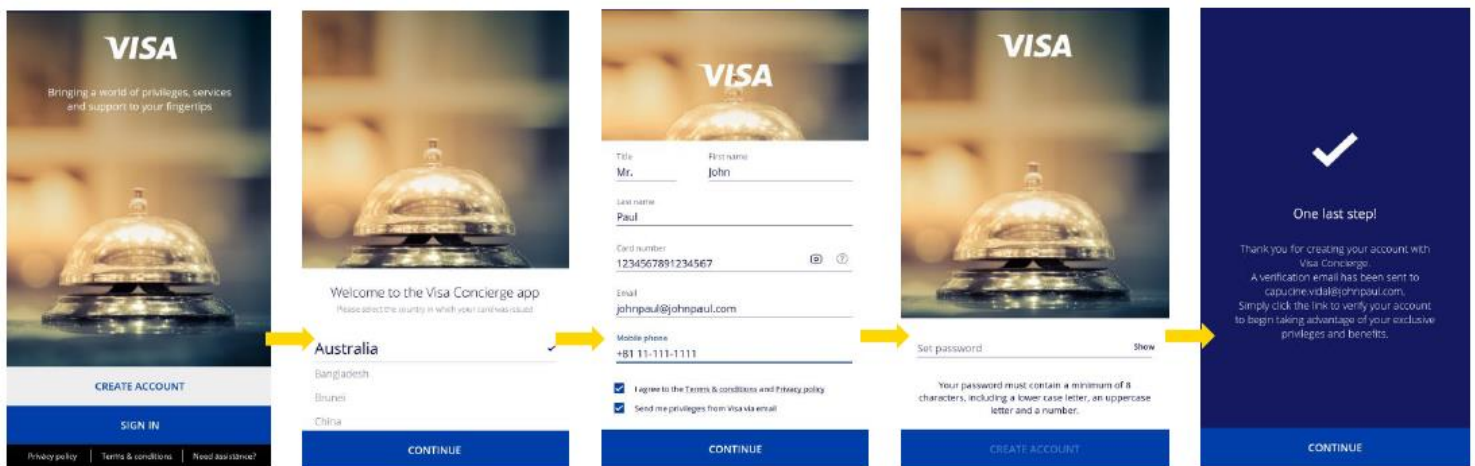 VISA
Bringing a world of privileges, services
and support to your fingertips
CREATE ACCOUNT
SIGN IN
Privacy policy | Terms & conditions | Need assistance?
Welcome to the Visa Concierge app
Please select the country in which your card was issued
Australia
Bangladesh
Brunei
China
CONTINUE
VISA
Title First name
Mr. John
Last name
Paul
Card number
1234567891234567
Email
johnpaul@johnpaul.com
Mobile phone
+81 11-111-1111
I agree to the Terms & conditions and Privacy policy
Send me privileges from Visa via email
CONTINUE
VISA
Set password Show
Your password must contain a minimum of 8
characters, including a lower case letter, an uppercase
letter and a number.
CREATE ACCOUNT
One last step!
Thank you for creating your account with
Visa Concierge.
A verification email has been sent to
capucine.vidal@johnpaul.com.
Simply click the link to verify your account
to begin taking advantage of your exclusive
privileges and benefits.
CONTINUE